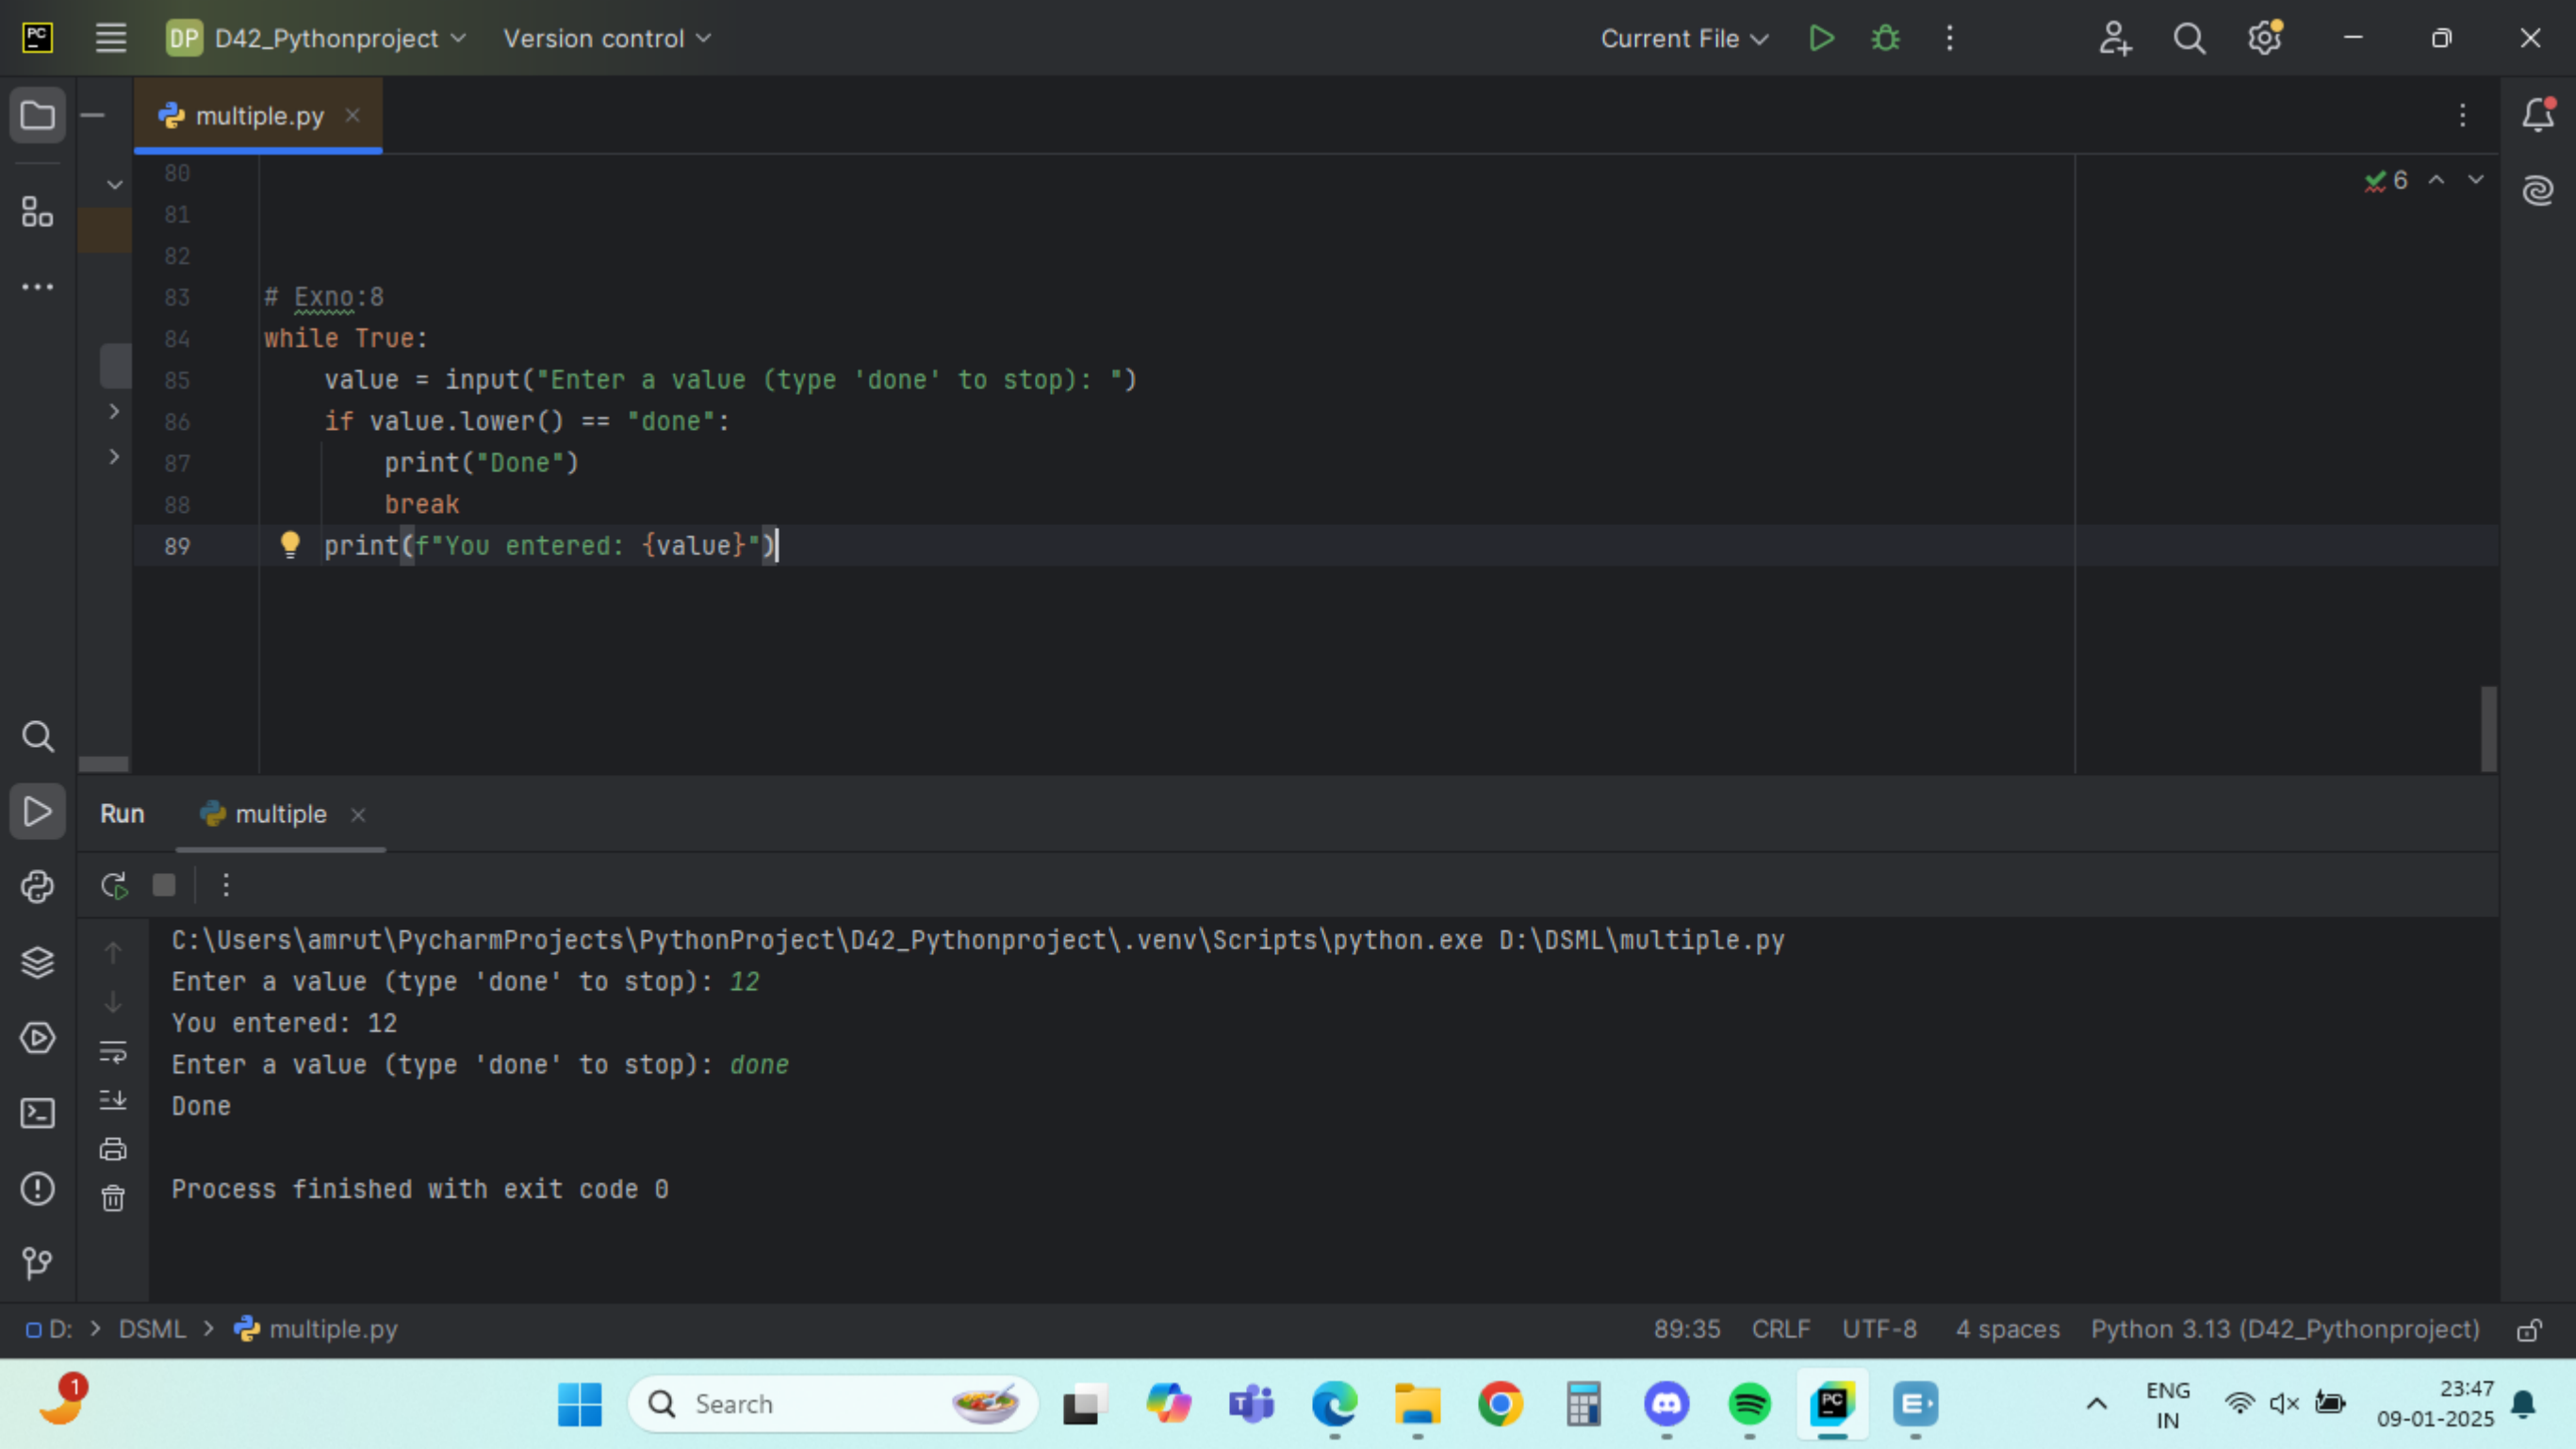 PC DP D42_Pythonproject Version control Current File
multiple.py
6
80
81
82
83 # Exno:8
84 while True:
85     value = input("Enter a value (type 'done' to stop): ")
86     if value.lower() == "done":
87         print("Done")
88         break
89     print(f"You entered: {value}")
Run multiple
C:\Users\amrut\PycharmProjects\PythonProject\D42_Pythonproject\.venv\Scripts\python.exe D:\DSML\multiple.py
Enter a value (type 'done' to stop): 12
You entered: 12
Enter a value (type 'done' to stop): done
Done
Process finished with exit code 0
D: > DSML > multiple.py 89:35 CRLF UTF-8 4 spaces Python 3.13 (D42_Pythonproject)
1 Search PC E ENG 23:47
IN 09-01-2025